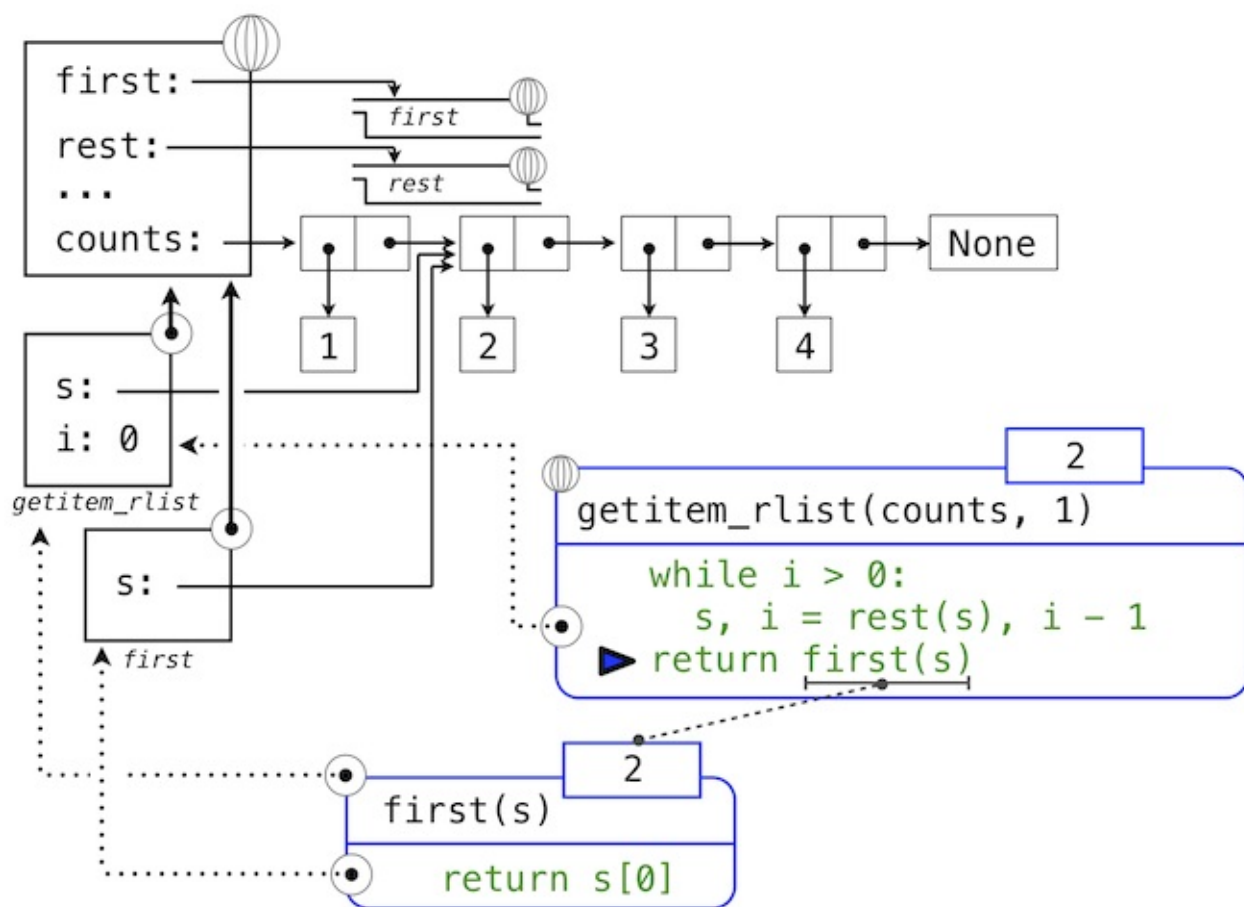 first:
first
rest:
rest
...
counts:
None
1
2
3
4
s:
i: 0
getitem_rlist
s:
first
2
getitem_rlist(counts, 1)
while i > 0:
s, i = rest(s), i – 1
return first(s)
2
first(s)
return s[0]